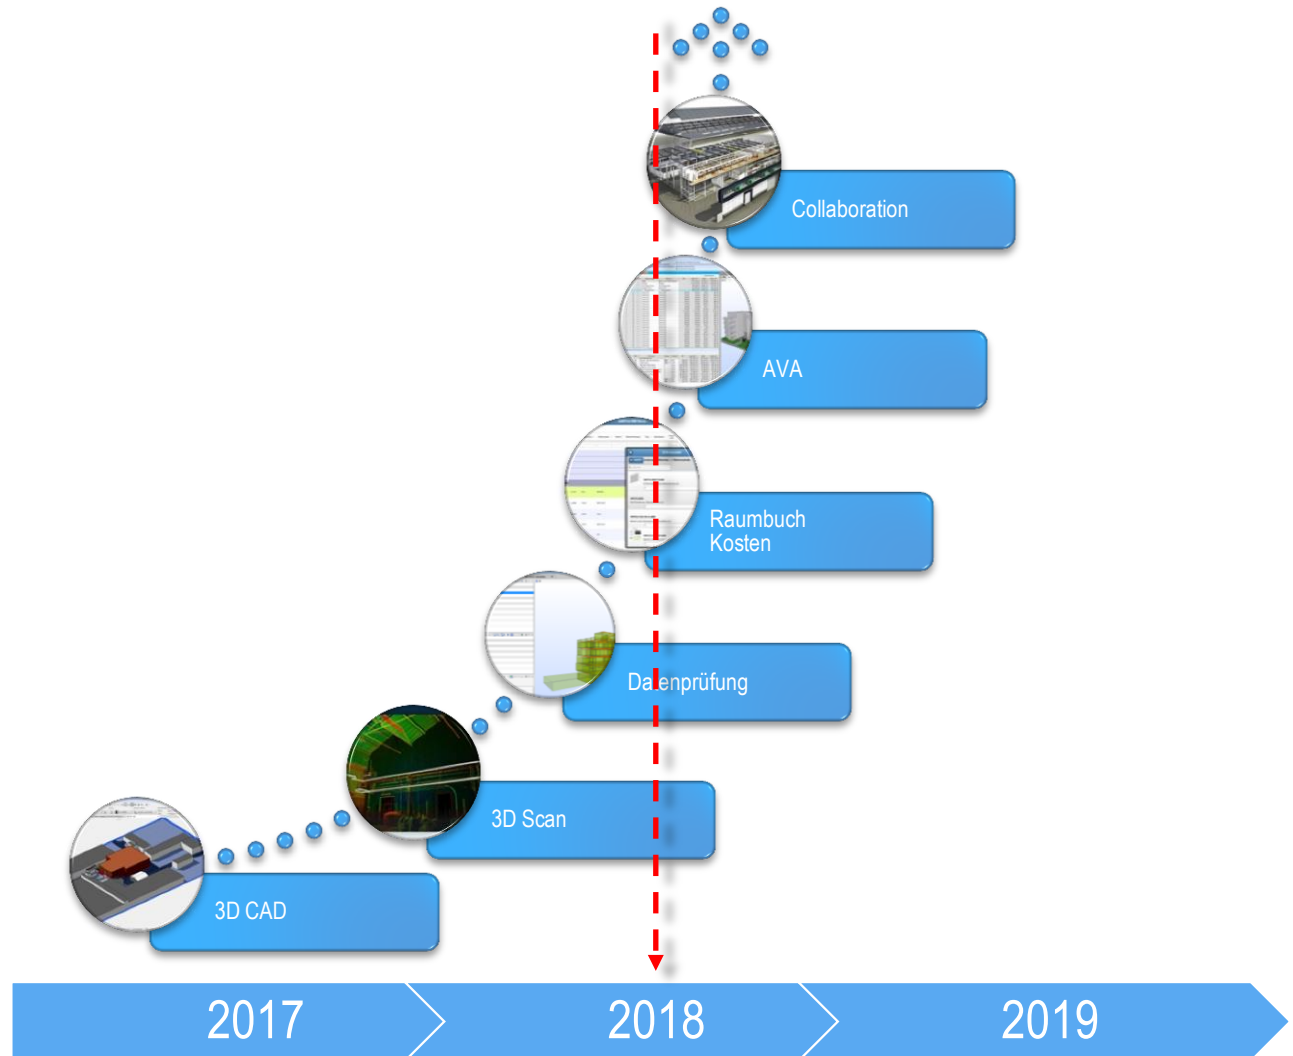 Collaboration
AVA
Raumbuch
Kosten
Datenprüfung
3D Scan
3D CAD
2017
2018
2019